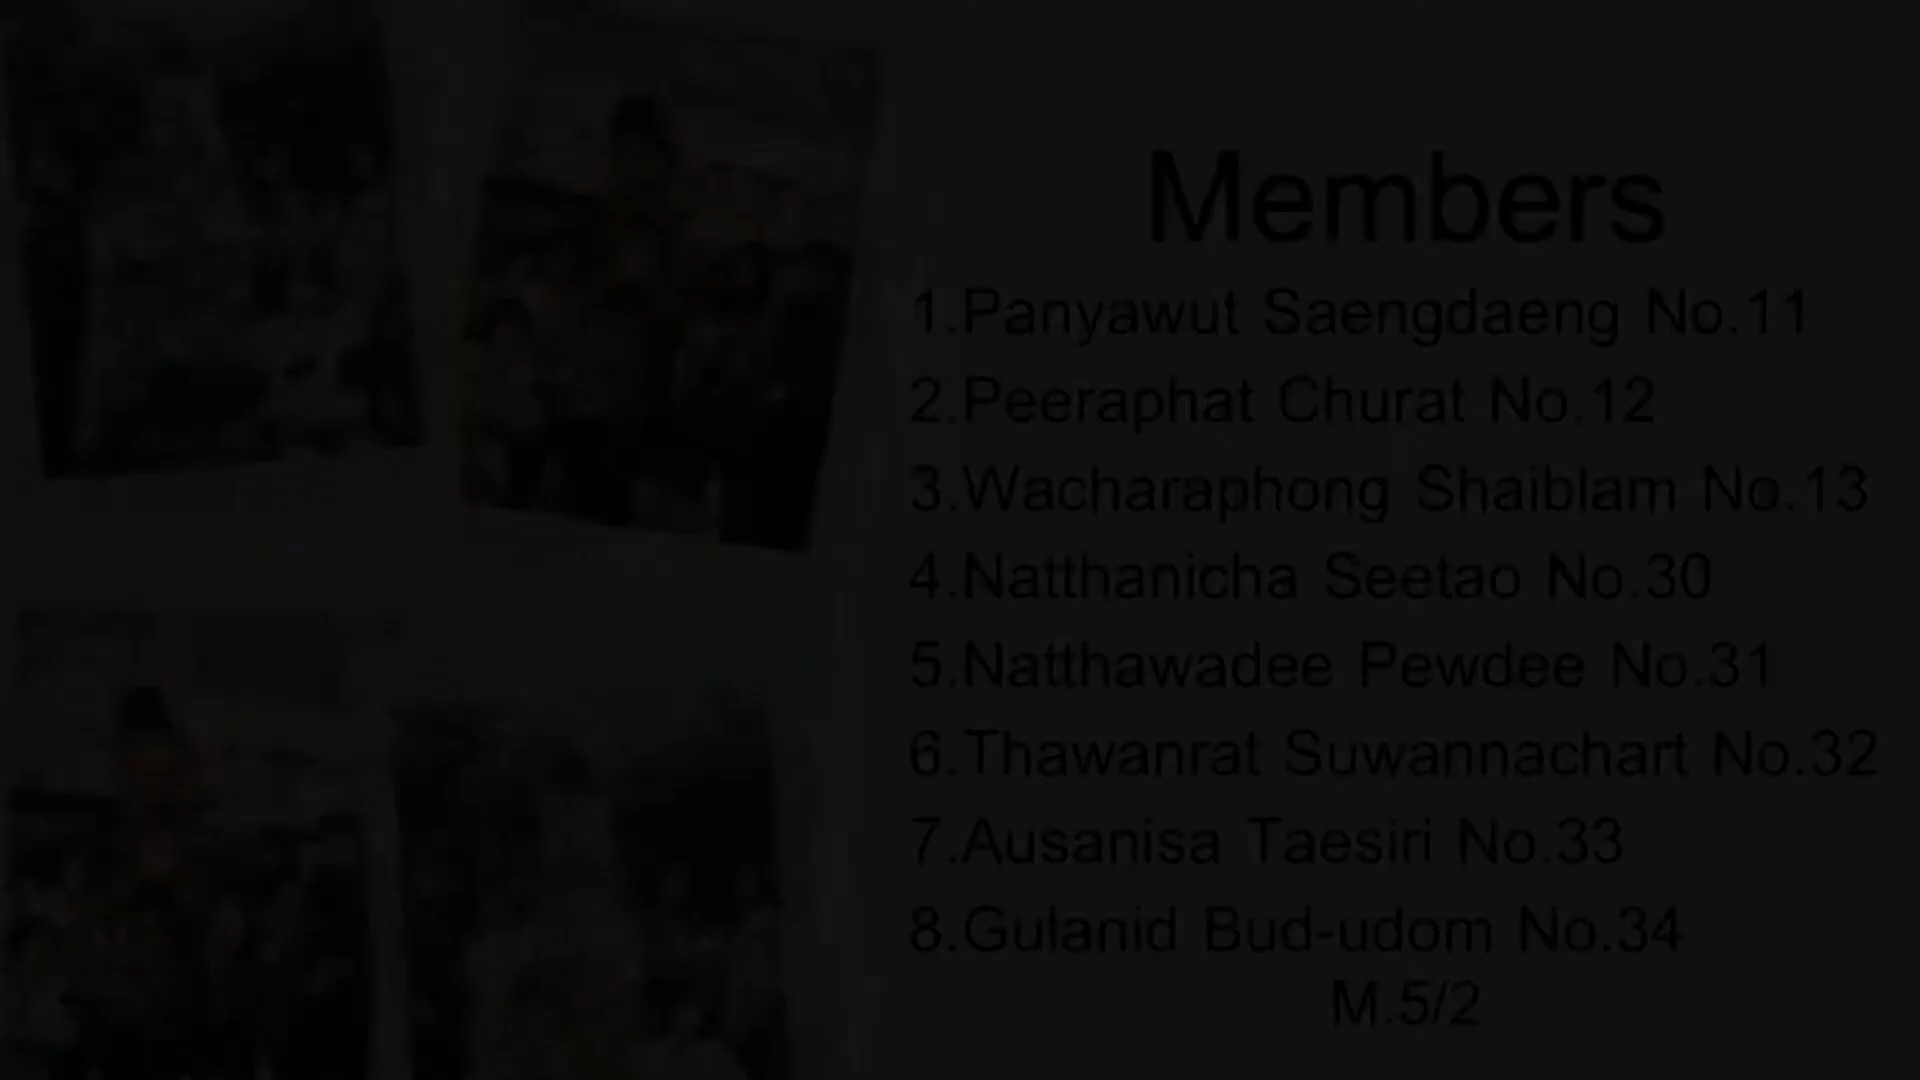 Members
1.Panyawut Saengdaeng No.11
2.Peeraphat Churat No.12
3.Wacharaphong Shaiblam No.13
4.Natthanicha Seetao No.30
5.Natthawadee Pewdee No.31
6.Thawanrat Suwannachart No.32
7.Ausanisa Taesiri No.33
8.Gulanid Bud-udom No.34
M.5/2